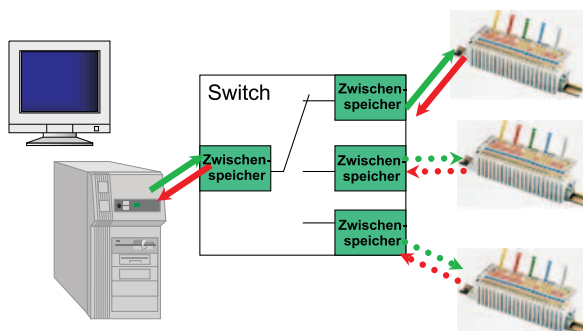 Switch
Zwischen-
speicher
Zwischen-
speicher
Zwischen-
speicher
Zwischen-
speicher